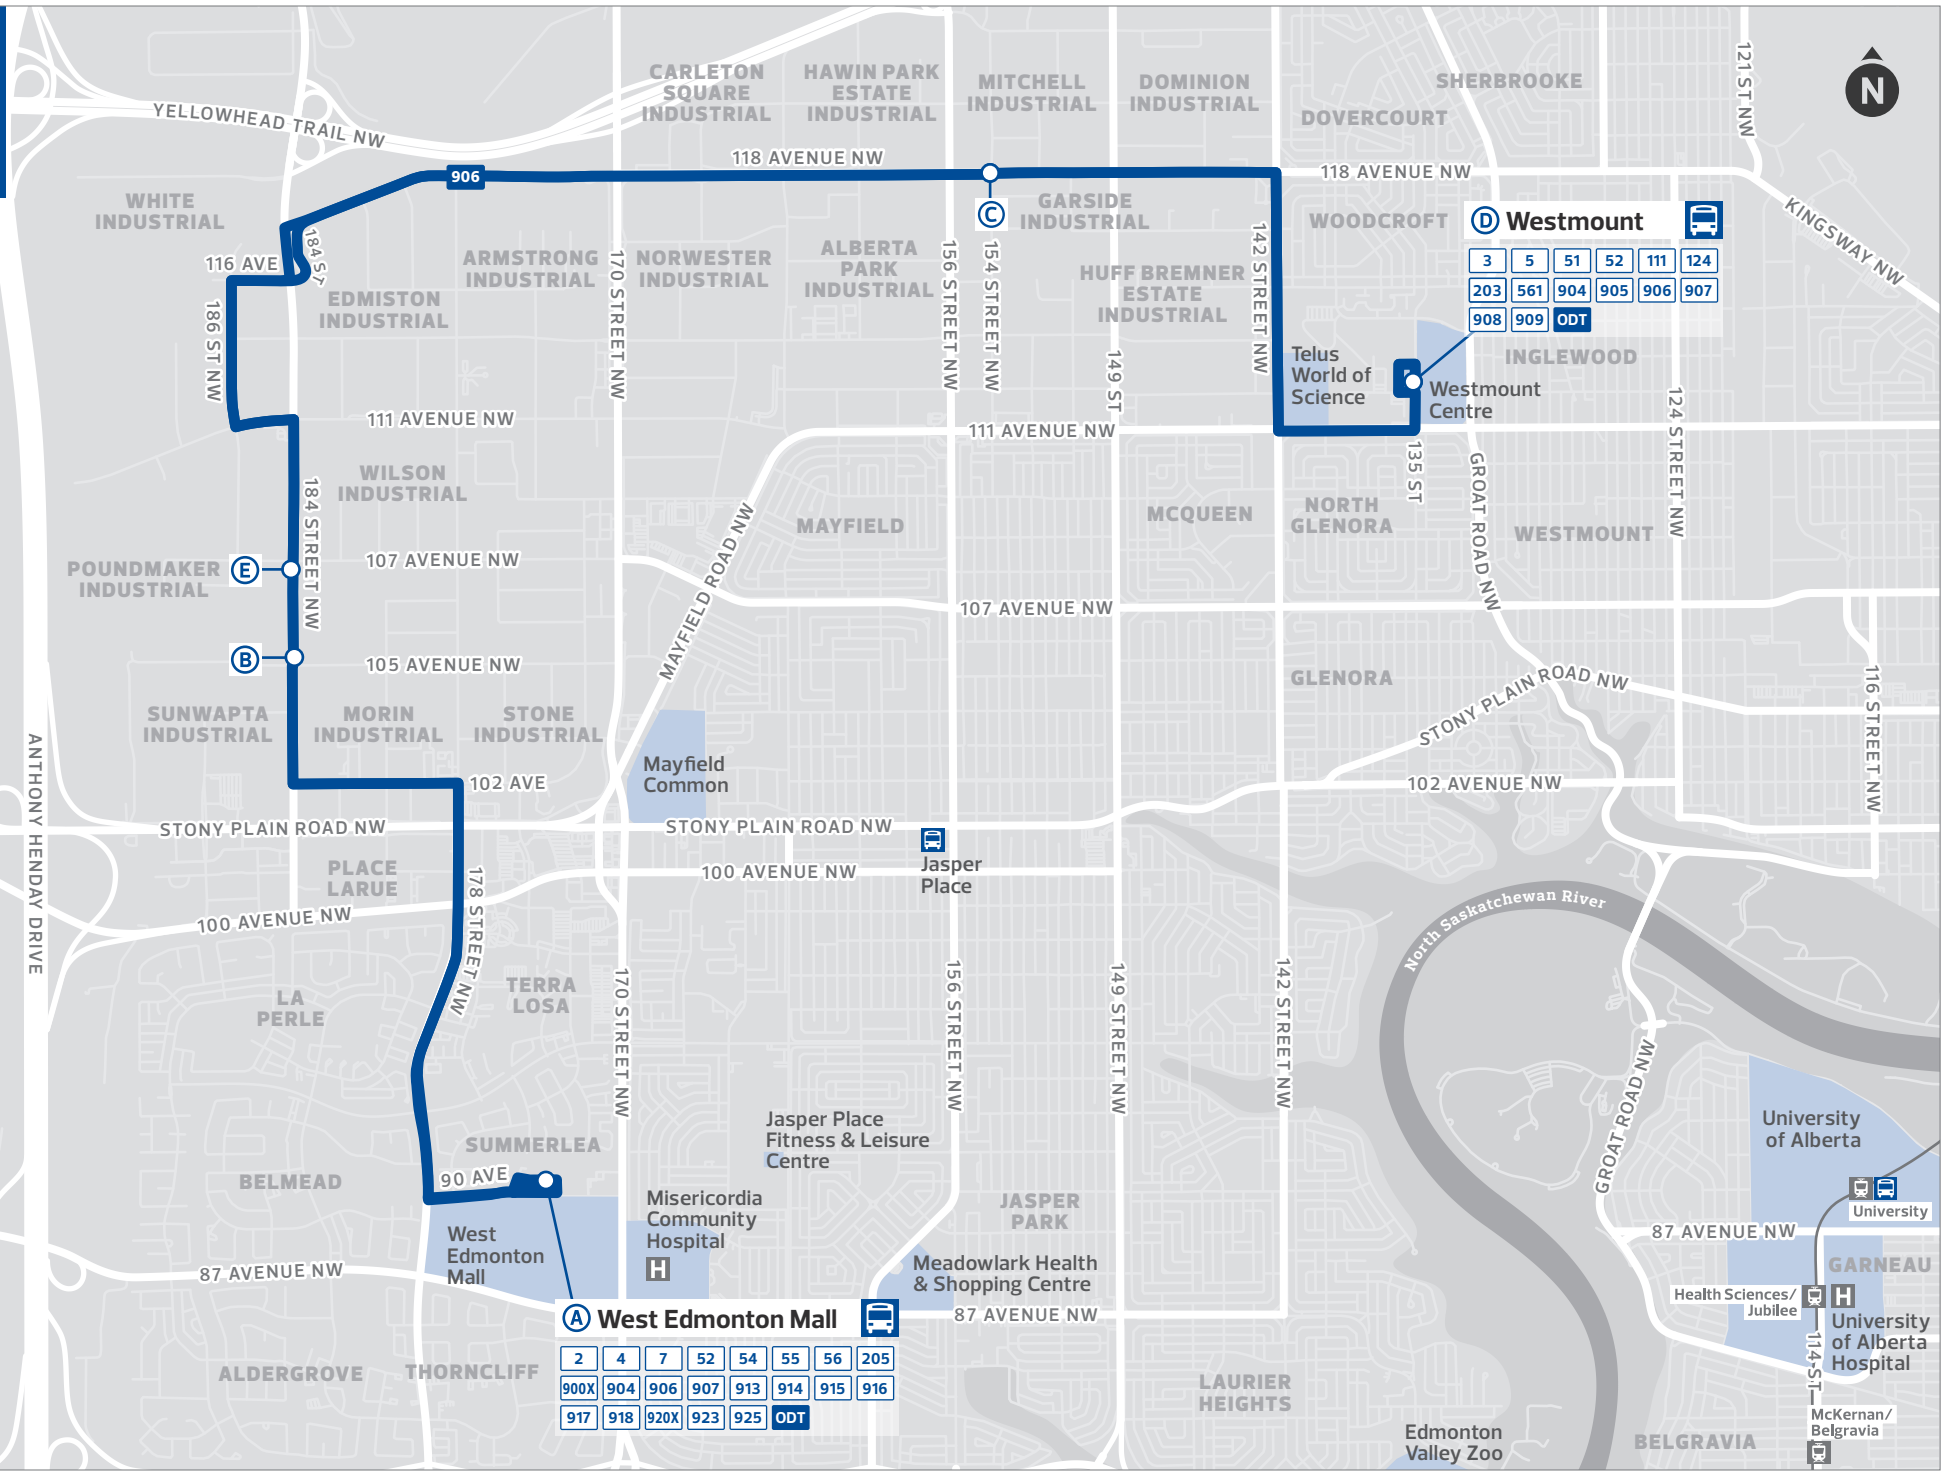 CARLETON
SQUARE
INDUSTRIAL
HAWIN PARK
ESTATE
INDUSTRIAL
MITCHELL
INDUSTRIAL
DOMINION
INDUSTRIAL
SHERBROOKE
DOVERCOURT
121 ST NW
N
YELLOWHEAD TRAIL NW
118 AVENUE NW
906
118 AVENUE NW
WHITE
INDUSTRIAL
C
GARSIDE
INDUSTRIAL
WOODCROFT
KINGSWAY NW
D Westmount
3 5 51 52 111 124
203 561 904 905 906 907
908 909 ODT
184 ST
116 AVE
ARMSTRONG
INDUSTRIAL
170 STREET NW
NORWESTER
INDUSTRIAL
ALBERTA
PARK
INDUSTRIAL
156 STREET NW
154 STREET NW
HUFF BREMNER
ESTATE
INDUSTRIAL
142 STREET NW
EDMISTON
INDUSTRIAL
186 ST NW
149 ST
Telus
World of
Science
Westmount
Centre
INGLEWOOD
124 STREET NW
111 AVENUE NW
111 AVENUE NW
135 ST
GROAT ROAD NW
WILSON
INDUSTRIAL
184 STREET NW
MAYFIELD ROAD NW
MAYFIELD
MCQUEEN
NORTH
GLENORA
WESTMOUNT
POUNDMAKER
INDUSTRIAL
E
107 AVENUE NW
107 AVENUE NW
B
105 AVENUE NW
GLENORA
STONY PLAIN ROAD NW
116 STREET NW
SUNWAPTA
INDUSTRIAL
MORIN
INDUSTRIAL
STONE
INDUSTRIAL
Mayfield
Common
102 AVE
102 AVENUE NW
ANTHONY HENDAY DRIVE
STONY PLAIN ROAD NW
STONY PLAIN ROAD NW
Jasper
Place
PLACE
LARUE
100 AVENUE NW
178 STREET NW
100 AVENUE NW
North Saskatchewan River
LA
PERLE
TERRA
LOSA
170 STREET NW
156 STREET NW
149 STREET NW
142 STREET NW
GROAT ROAD NW
Jasper Place
Fitness & Leisure
Centre
University
of Alberta
SUMMERLEA
BELMEAD
90 AVE
Misericordia
Community
Hospital
H
JASPER
PARK
University
West
Edmonton
Mall
87 AVENUE NW
Meadowlark Health
& Shopping Centre
87 AVENUE NW
87 AVENUE NW
GARNEAU
Health Sciences/
Jubilee
H
University
of Alberta
Hospital
114 ST
A West Edmonton Mall
2 4 7 52 54 55 56 205
900X 904 906 907 913 914 915 916
917 918 920X 923 925 ODT
ALDERGROVE
THORNCLIFF
LAURIER
HEIGHTS
Edmonton
Valley Zoo
BELGRAVIA
McKernan/
Belgravia